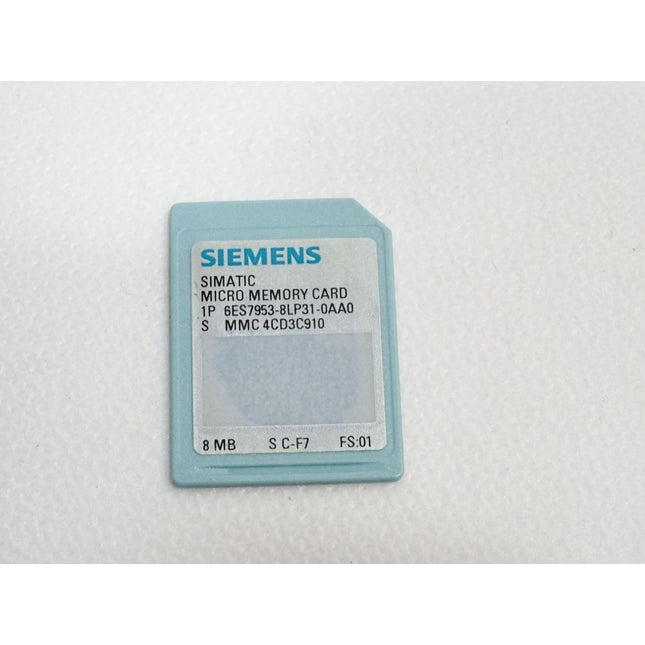 SIEMENS
SIMATIC
MICRO MEMORY CARD
1P 6ES7953-8LP31-0AA0
S MMC 4CD3C910
8 MB S C-F7 FS:01